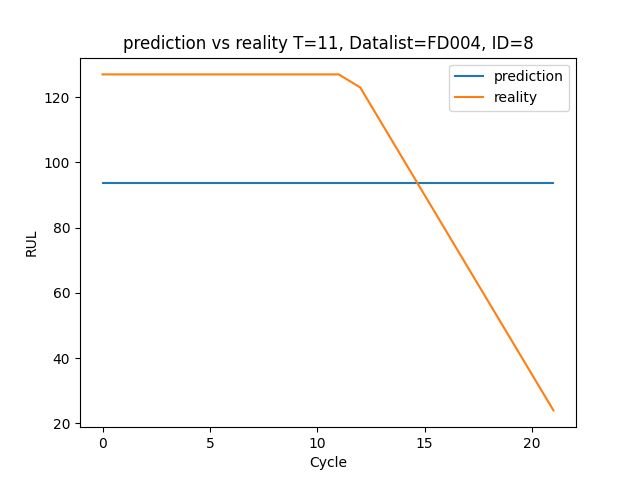 prediction vs reality T=11, Datalist=FD004, ID=8
prediction
reality
RUL
120
100
80
60
40
20
0
5
10
15
20
Cycle